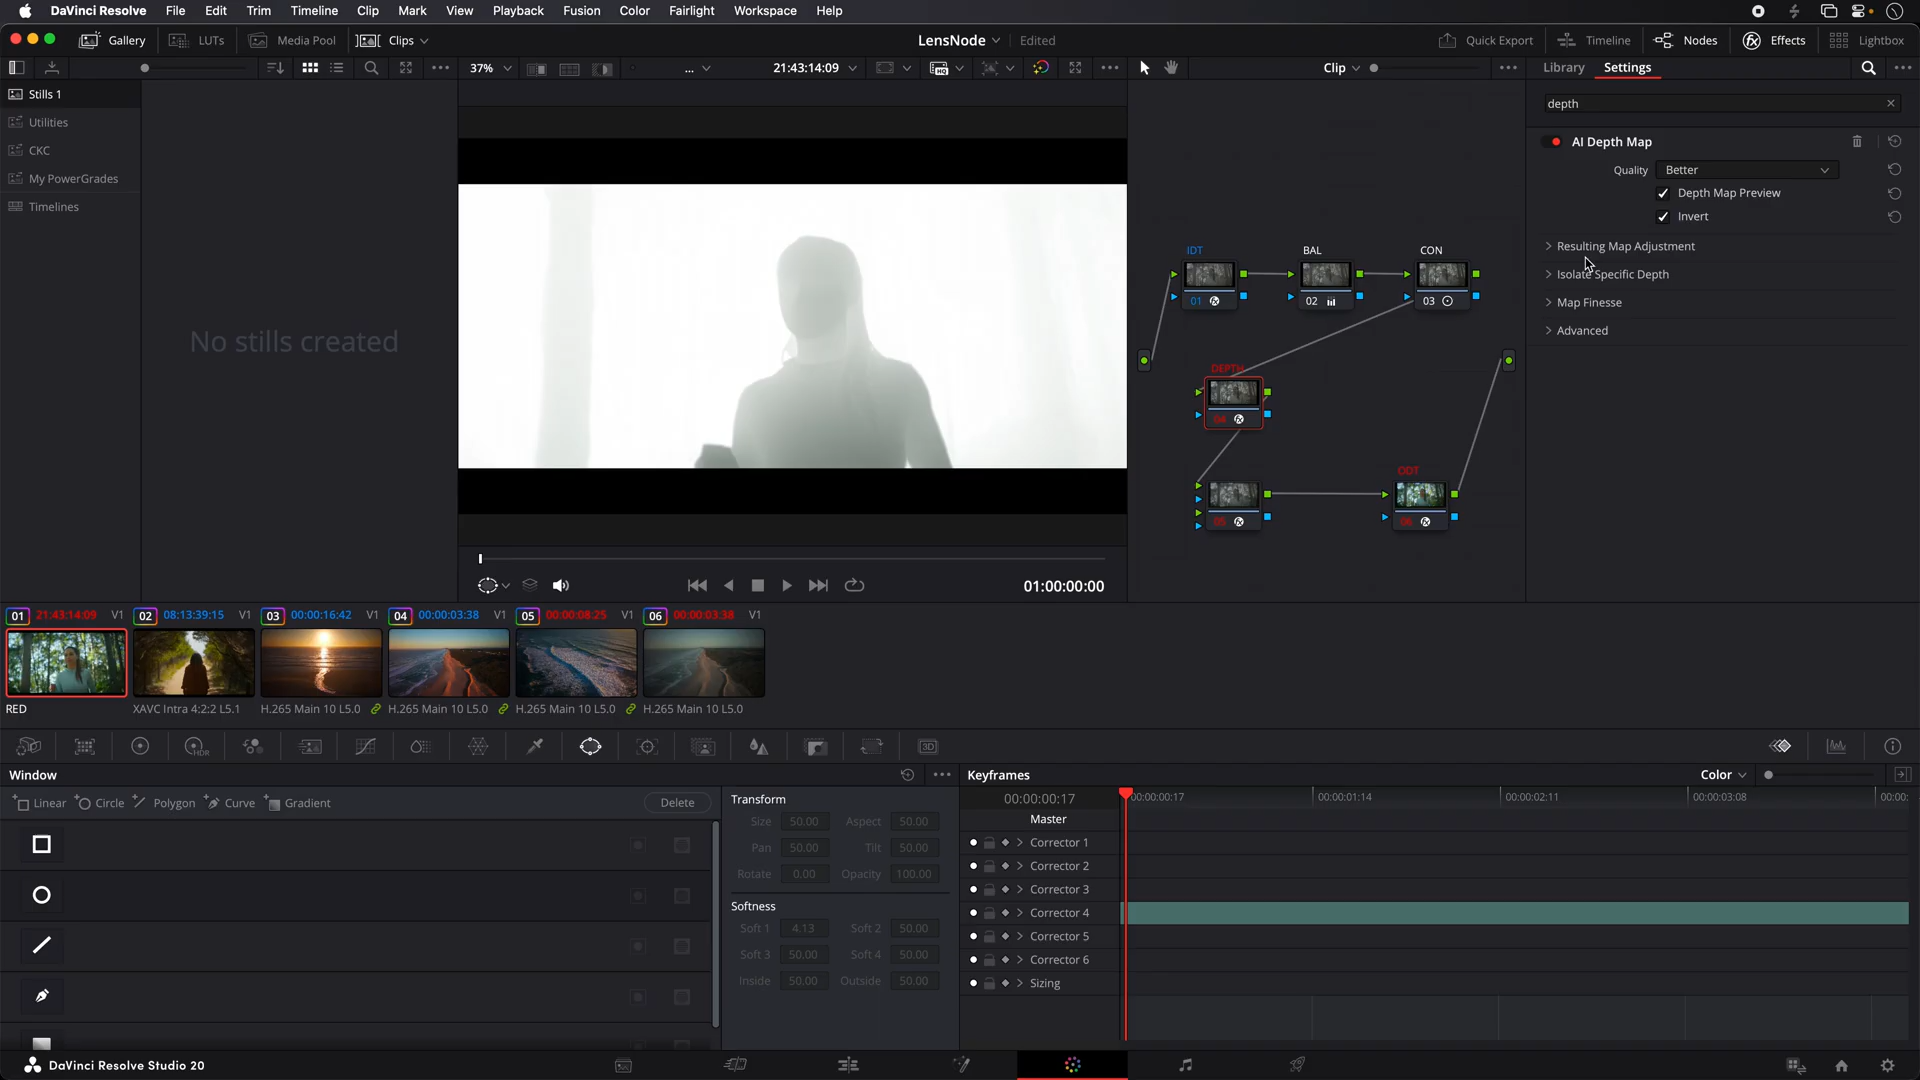 DaVinci Resolve File Edit Trim Timeline Clip Mark View Playback Fusion Color Fairlight Workspace Help
Gallery LUTs Media Pool Clips LensNode Edited Quick Export Timeline Nodes Effects Lightbox
37% ... 21:43:14:09 HQ Clip Library Settings
Stills 1
Utilities
CKC
My PowerGrades
Timelines
No stills created
IDT
BAL
CON
01
02
03
DEPTH
04
05
ODT
06
depth
AI Depth Map
Quality Better
Depth Map Preview
Invert
Resulting Map Adjustment
Isolate Specific Depth
Map Finesse
Advanced
01:00:00:00
01 21:43:14:09 V1 02 08:13:39:15 V1 03 00:00:16:42 V1 04 00:00:03:38 V1 05 00:00:08:25 V1 06 00:00:03:38 V1
RED XAVC Intra 4:2:2 L5.1 H.265 Main 10 L5.0 H.265 Main 10 L5.0 H.265 Main 10 L5.0 H.265 Main 10 L5.0
HDR
3D
Window
Linear Circle Polygon Curve Gradient Delete
Transform
Size 50.00 Aspect 50.00
Pan 50.00 Tilt 50.00
Rotate 0.00 Opacity 100.00
Softness
Soft 1 4.13 Soft 2 50.00
Soft 3 50.00 Soft 4 50.00
Inside 50.00 Outside 50.00
Keyframes Color
00:00:00:17 00:00:00:17 00:00:01:14 00:00:02:11 00:00:03:08 00:00:
Master
Corrector 1
Corrector 2
Corrector 3
Corrector 4
Corrector 5
Corrector 6
Sizing
DaVinci Resolve Studio 20